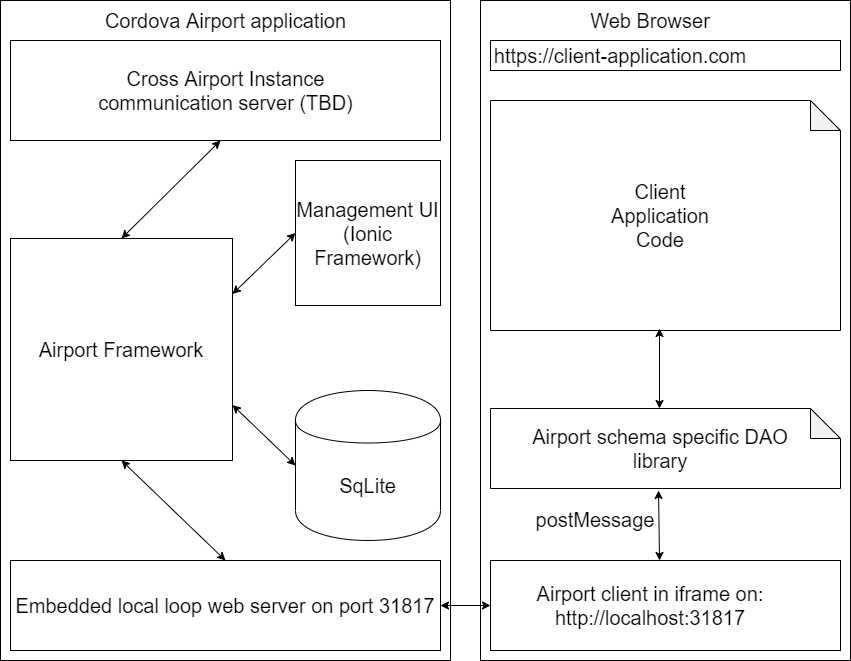 Cordova Airport application
Cross Airport Instance
communication server (TBD)
Management UI
(Ionic
Framework)
Airport Framework
SqLite
Embedded local loop web server on port 31817
Web Browser
https://client-application.com
Client
Application
Code
Airport schema specific DAO
library
postMessage
Airport client in iframe on:
http://localhost:31817